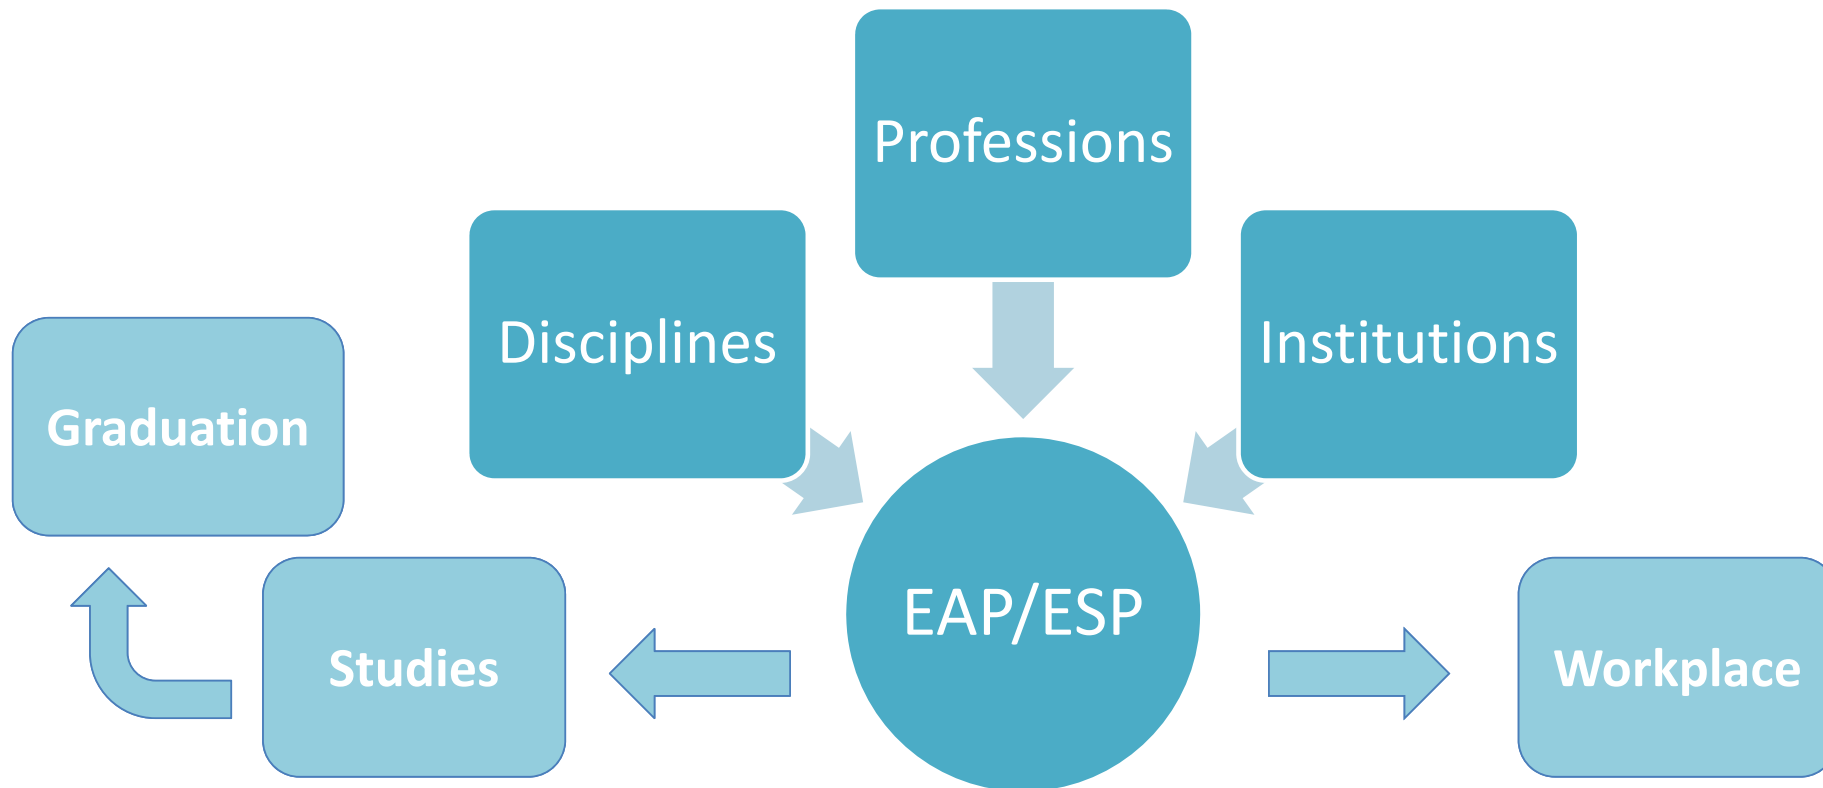 Professions
Disciplines
Institutions
Graduation
EAP/ESP
Studies
Workplace